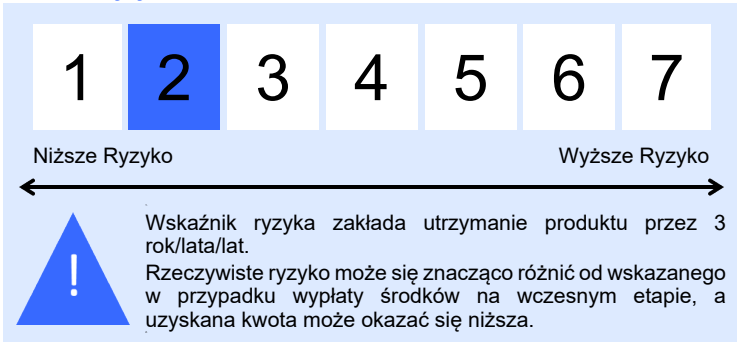 1 2 3 4 5 6 7
Niższe Ryzyko Wyższe Ryzyko
! Wskaźnik ryzyka zakłada utrzymanie produktu przez 3
rok/lata/lat.
Rzeczywiste ryzyko może się znacząco różnić od wskazanego
w przypadku wypłaty środków na wczesnym etapie, a
uzyskana kwota może okazać się niższa.